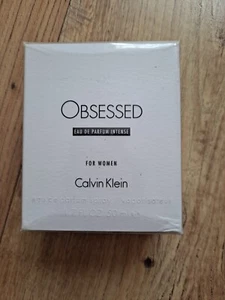 OBSESSED
EAU DE PARFUM INTENSE
FOR WOMEN
Calvin Klein